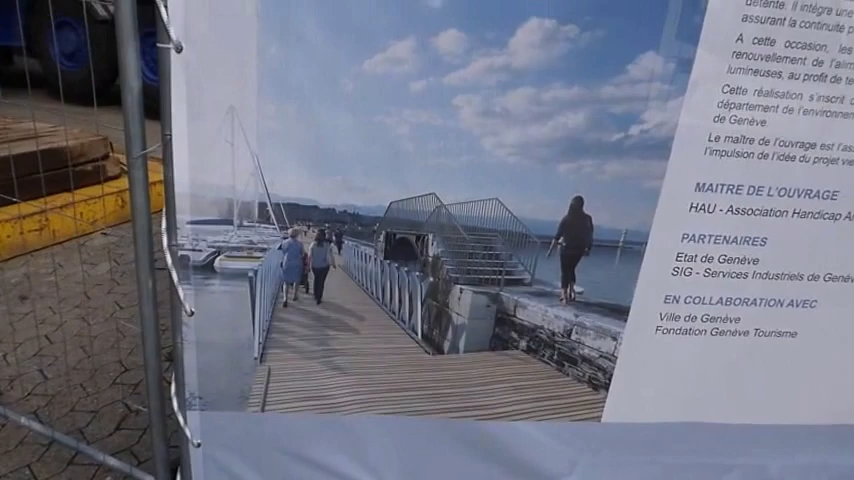 détente. Il intègre une
assurant la continuité p
A cette occasion, les
renouvellement de l'alim
lumineuses, au profit de te
Cette réalisation s'inscrit d
département de l'environnem
de Genève.
Le maître de l'ouvrage est l'ass
l'impulsion de l'idée du projet vie
MAITRE DE L'OUVRAGE
HAU - Association Handicap A
PARTENAIRES
Etat de Genève
SIG - Services Industriels de Genè
EN COLLABORATION AVEC
Ville de Genève
Fondation Genève Tourisme